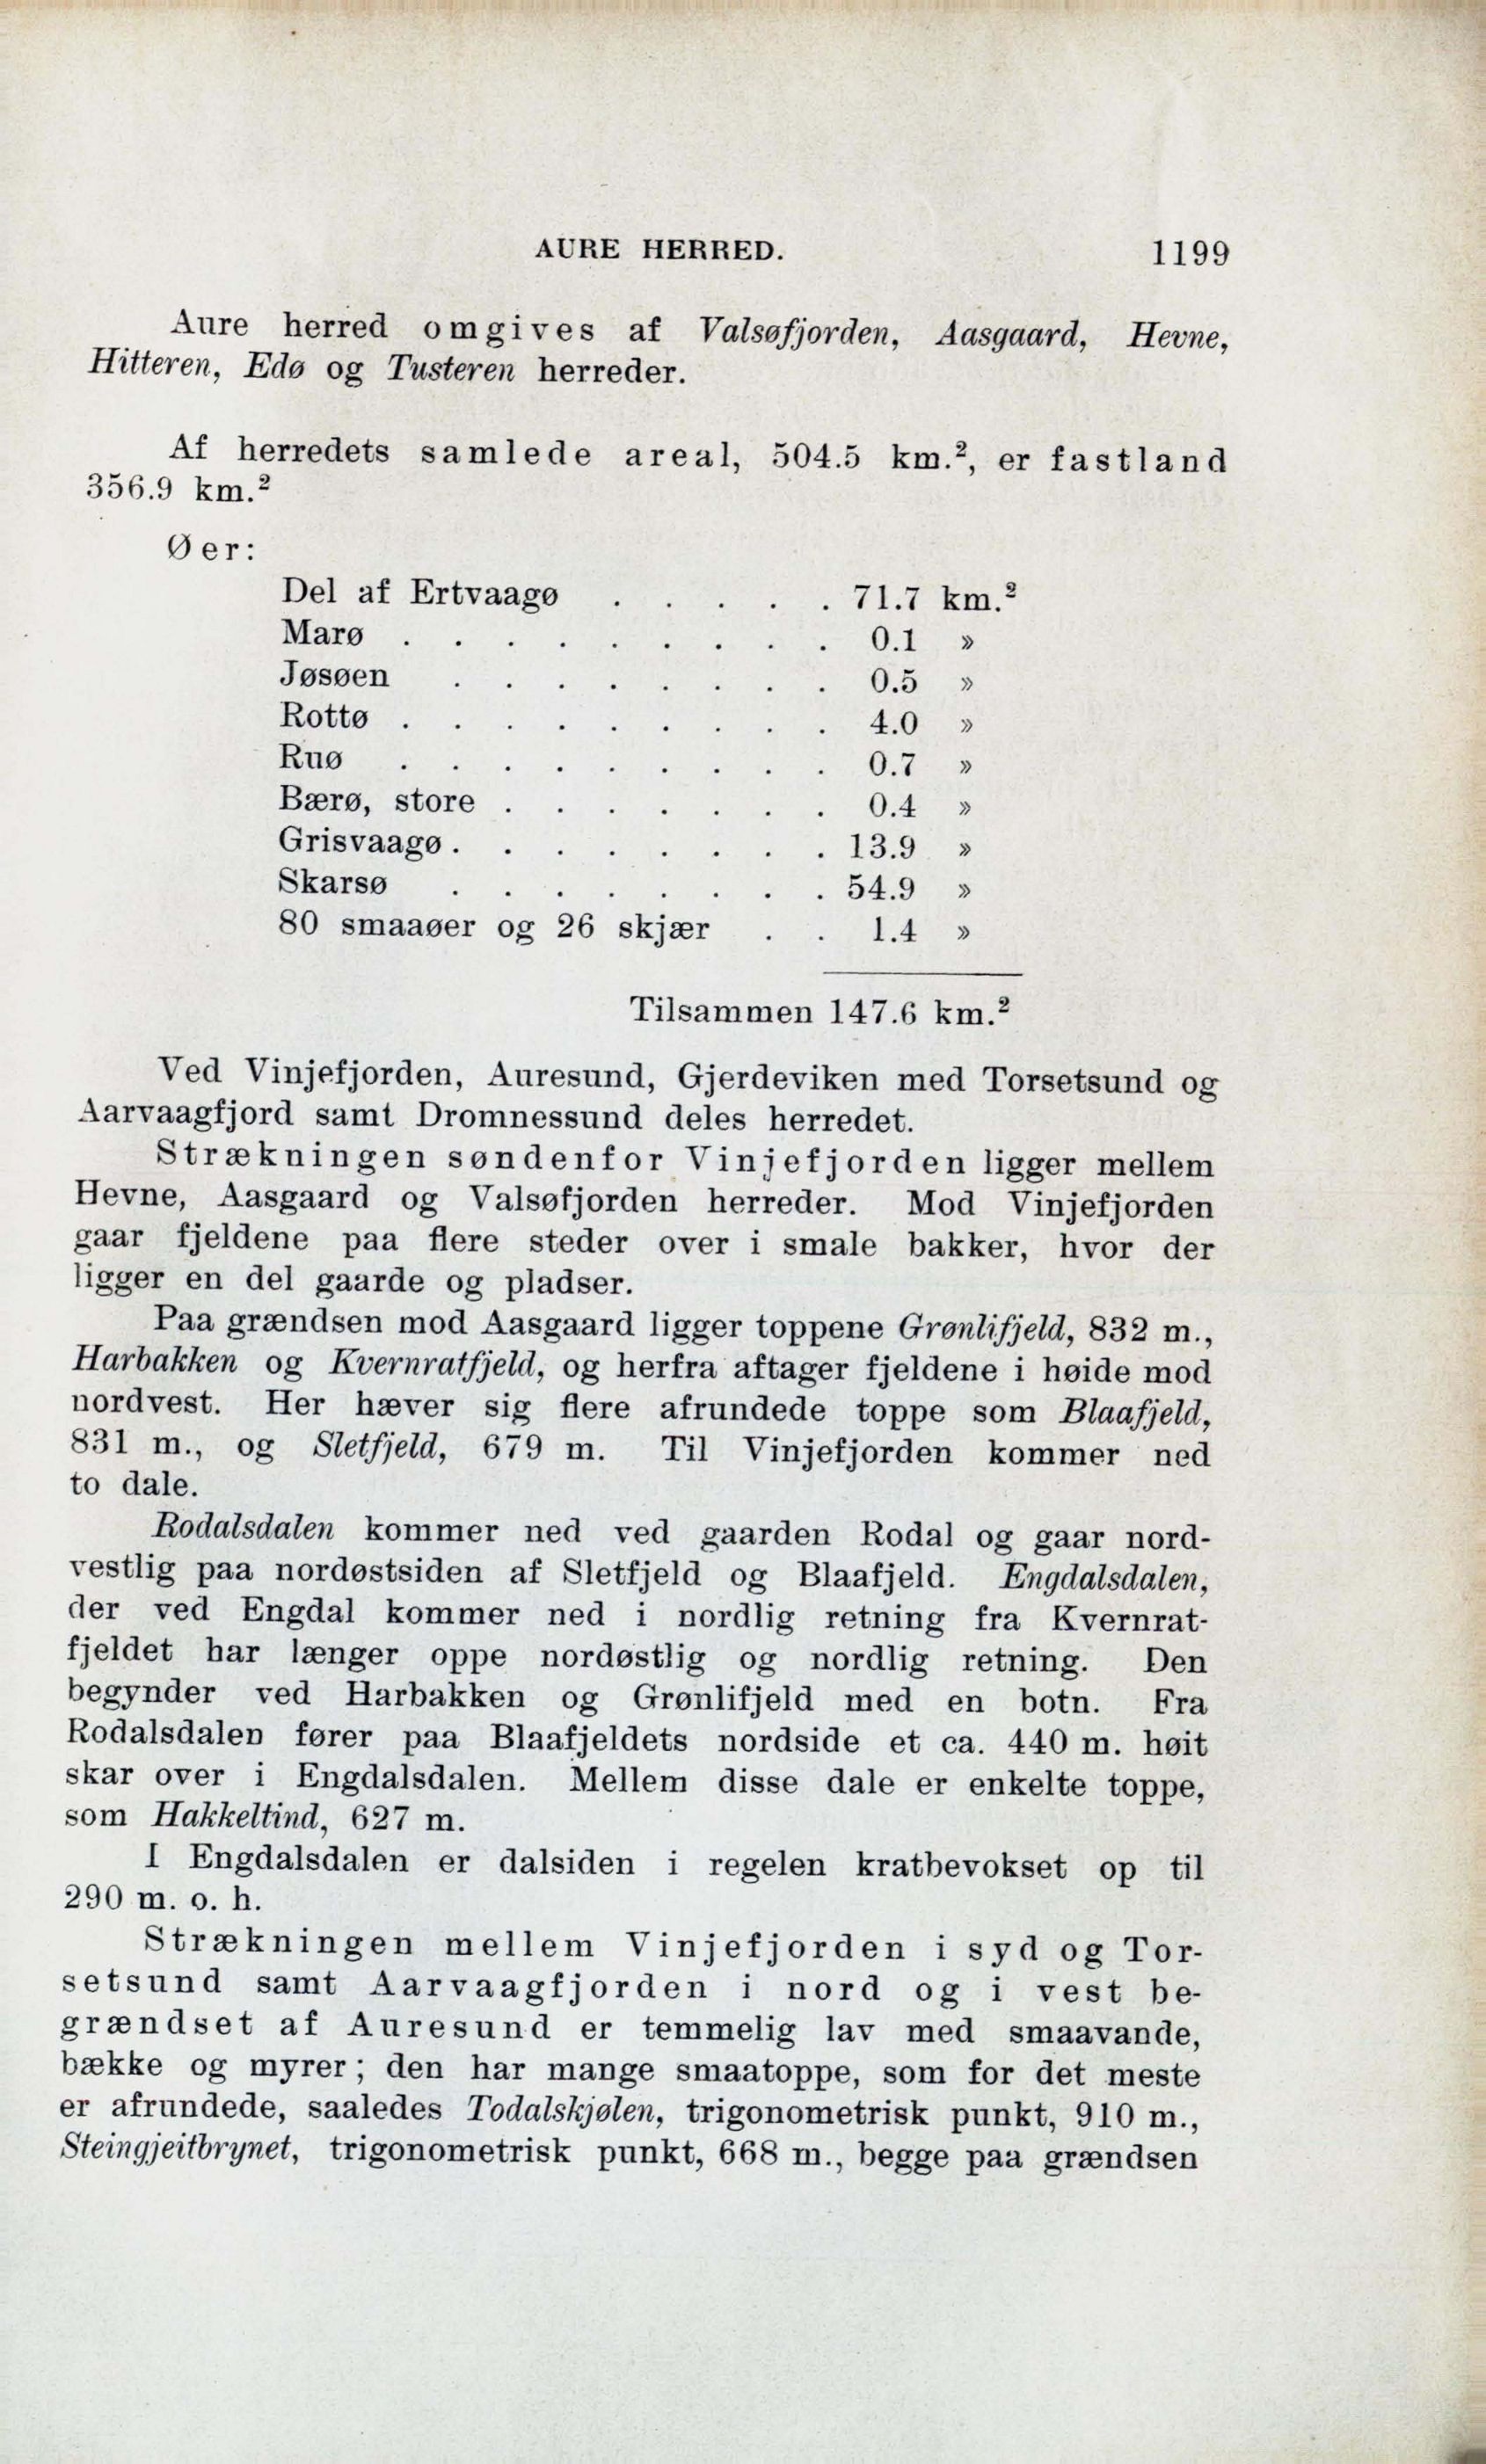 AURE HERRED. 1199
Aure herred omgives af Valsøfjorden, Aasgaard, Hevne,
Hitteren, Edø og Tusteren herreder.
Af herredets samlede areal, 504.5 km.², er fastland
356.9 km.²
Øer:
Del af Ertvaagø . . . . . 71.7 km.²
Marø . . . . . . . . . 0.1 »
Jøsøen . . . . . . . . 0.5 »
Rottø . . . . . . . . . 4.0 »
Ruø . . . . . . . . . 0.7 »
Bærø, store . . . . . . . 0.4 »
Grisvaagø . . . . . . . . 13.9 »
Skarsø . . . . . . . . 54.9 »
80 smaaøer og 26 skjær . . 1.4 »
Tilsammen 147.6 km.²
Ved Vinjefjorden, Auresund, Gjerdeviken med Torsetsund og
Aarvaagfjord samt Dromnessund deles herredet.
Strækningen søndenfor Vinjefjorden ligger mellem
Hevne, Aasgaard og Valsøfjorden herreder. Mod Vinjefjorden
gaar fjeldene paa flere steder over i smale bakker, hvor der
ligger en del gaarde og pladser.
Paa grændsen mod Aasgaard ligger toppene Grønlifjeld, 832 m.,
Harbakken og Kvernratfjeld, og herfra aftager fjeldene i høide mod
nordvest. Her hæver sig flere afrundede toppe som Blaafjeld,
831 m., og Sletfjeld, 679 m. Til Vinjefjorden kommer ned
to dale.
Rodalsdalen kommer ned ved gaarden Rodal og gaar nord-
vestlig paa nordøstsiden af Sletfjeld og Blaafjeld. Engdalsdalen,
der ved Engdal kommer ned i nordlig retning fra Kvernrat-
fjeldet har længer oppe nordøstlig og nordlig retning. Den
begynder ved Harbakken og Grønlifjeld med en botn. Fra
Rodalsdalen fører paa Blaafjeldets nordside et ca. 440 m. høit
skar over i Engdalsdalen. Mellem disse dale er enkelte toppe,
som Hakkeltind, 627 m.
I Engdalsdalen er dalsiden i regelen kratbevokset op til
290 m. o. h.
Strækningen mellem Vinjefjorden i syd og Tor-
setsund samt Aarvaagfjorden i nord og i vest be-
grændset af Auresund er temmelig lav med smaavande,
bække og myrer; den har mange smaatoppe, som for det meste
er afrundede, saaledes Todalskjølen, trigonometrisk punkt, 910 m.,
Steingjeitbrynet, trigonometrisk punkt, 668 m., begge paa grændsen